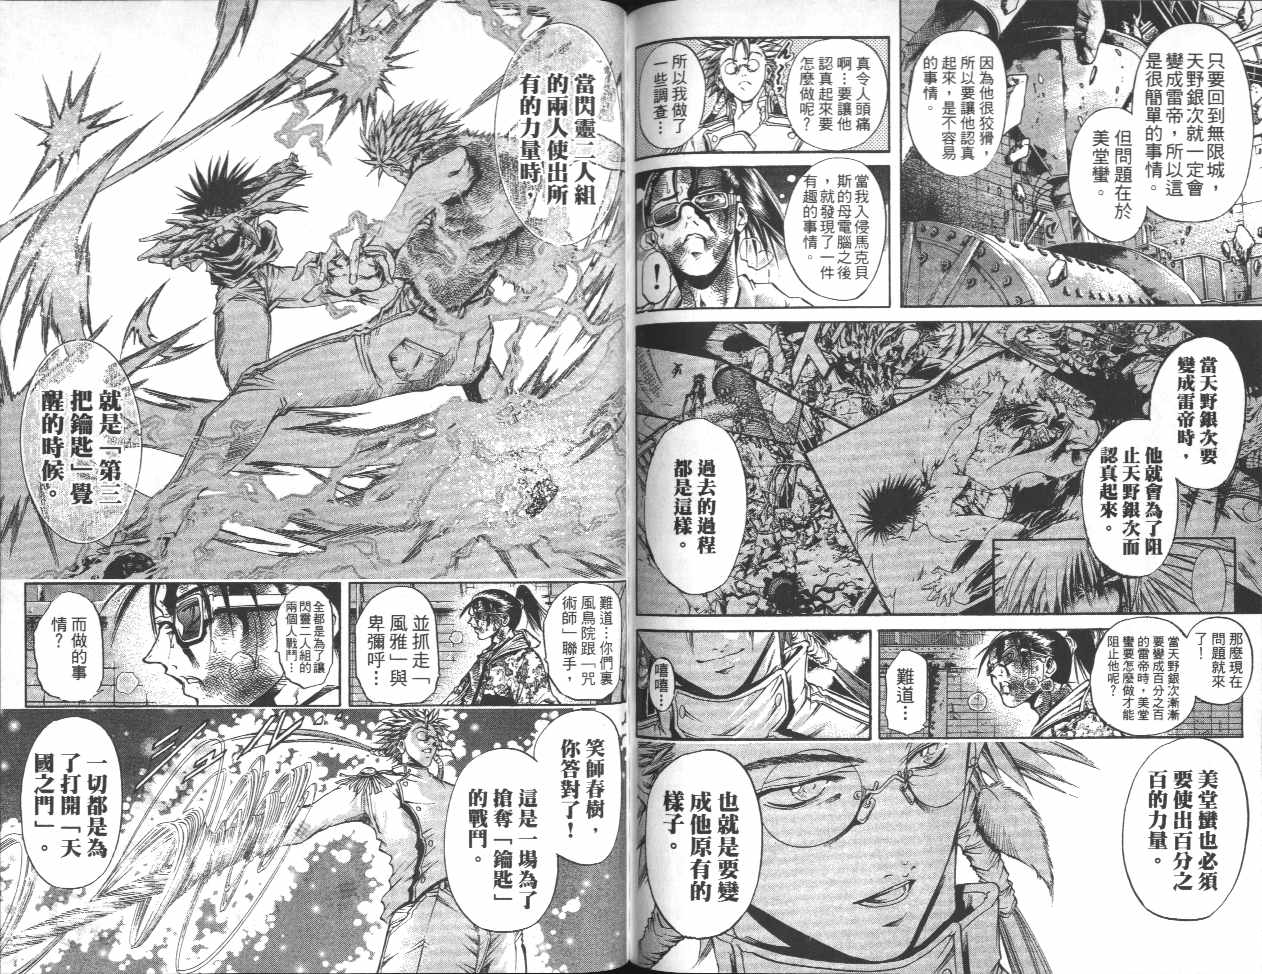 只要回到無限城，
天野銀次就一定會
變成雷帝，所以這
是很簡單的事情。
但問題在於
美堂蠻。
因為他很狡猾，
所以要讓他認真
起來，是不容易
的事情。
真令人頭痛
啊…要讓他
認真起來要
怎麼做呢？
所以我做了
一些調查…
當我入侵馬克貝
斯的母電腦之後
，就發現了一件
有趣的事情。
！
當天野銀次要
變成雷帝時，
他就會為了阻
止天野銀次而
認真起來。
過去的過程
都是這樣。
那麼現在
問題就來
了！
當天野銀次漸漸
要變成百分之百
的雷帝時，美堂
蠻要怎麼做才能
阻止他呢？
難道…
嘻嘻…
美堂蠻也必須
要使出百分之
百的力量。
也就是要變
成他原有的
樣子。
當閃靈二人組
的兩人使出所
有的力量時，
就是「第三
把鑰匙」覺
醒的時候。
難道…你們裏
風鳥院跟「咒
術師」聯手，
並抓走「
風雅」與
卑彌呼…
全都是為了讓
閃靈二人組的
兩個人戰鬥…
而做的事
情？
笑師春樹，
你答對了！
這是一場為了
搶奪「鑰匙」
的戰鬥。
一切都是為
了打開「天
國之門」。